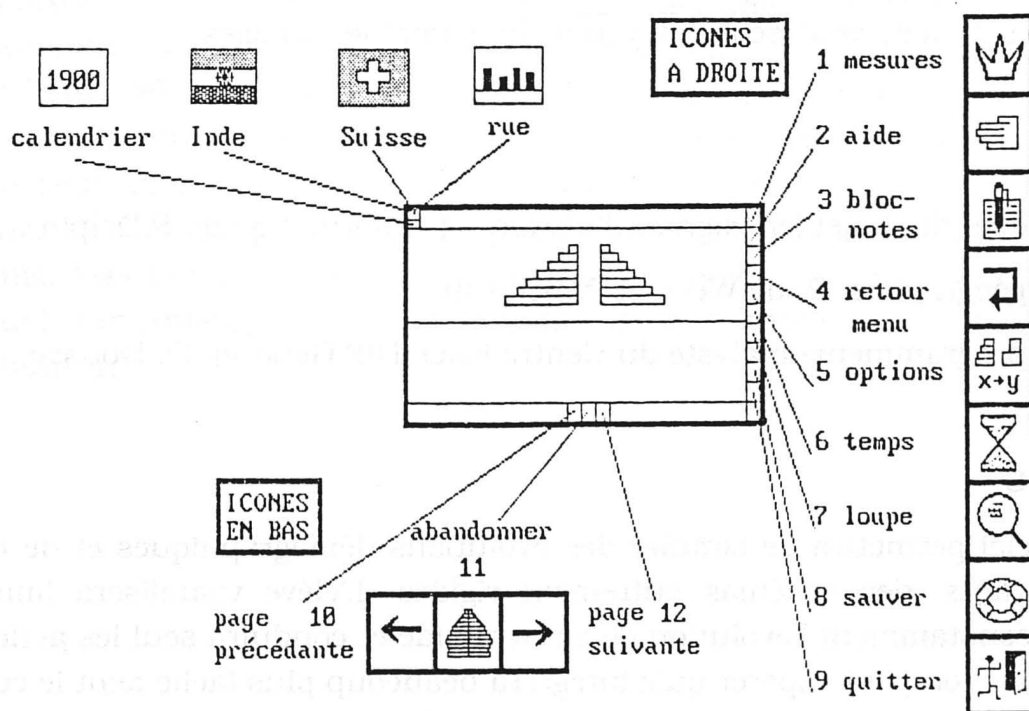 1900
calendrier
Inde
Suisse
rue
ICONES
A DROITE
1 mesures
2 aide
3 bloc-
notes
4 retour
menu
5 options
x→y
6 temps
7 loupe
8 sauver
9 quitter
ICONES
EN BAS
abandonner
11
page 10
précédante
page 12
suivante